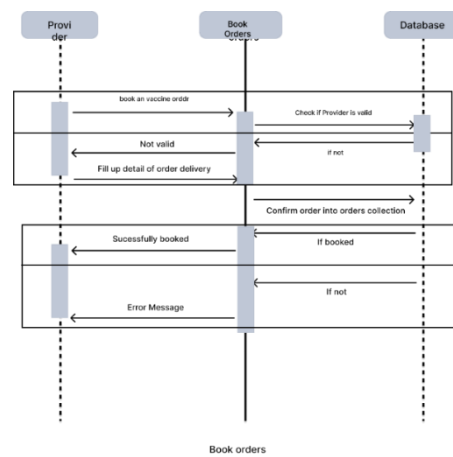 Provi
der
Book
Orders
Database
book an vaccine orddr
Check if Provider is valid
Not valid
if not
Fill up detail of order delivery
Confirm order into orders collection
Sucessfully booked
If booked
If not
Error Message
Book orders